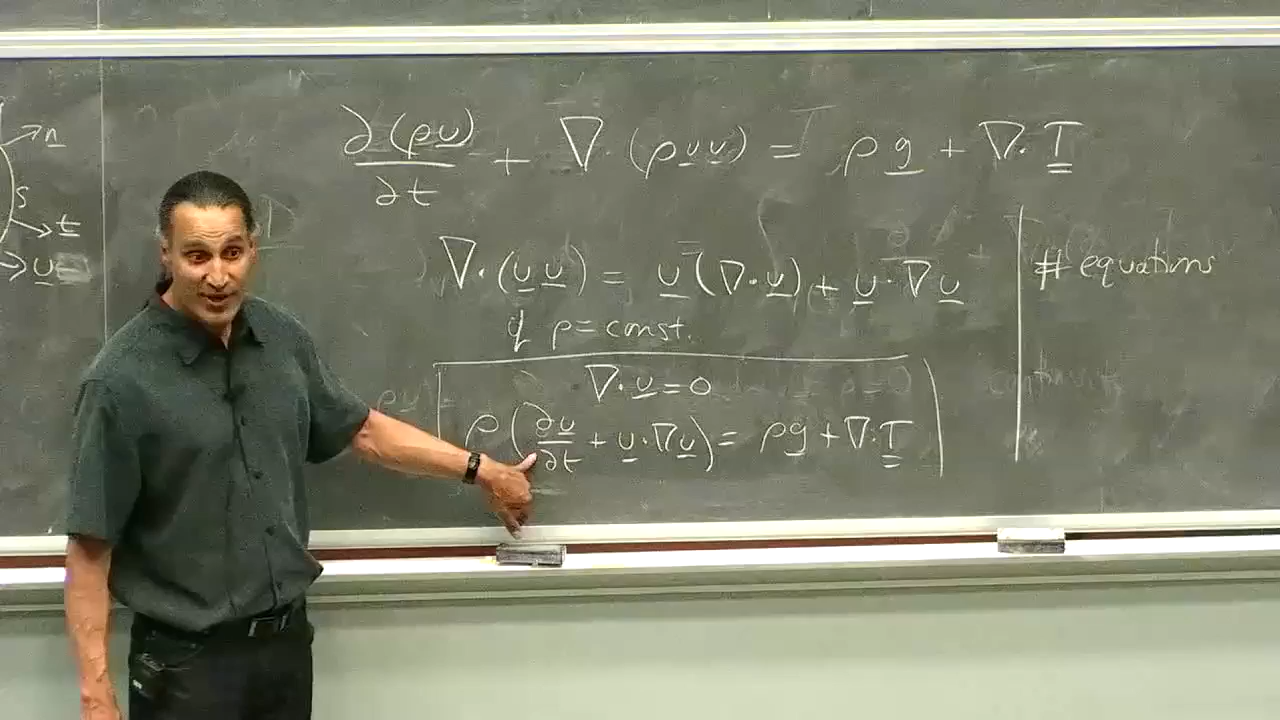 n
s
t
u
∂(ρu)/∂t + ∇·(ρuu) = ρg + ∇·T
∇·(uu) = u(∇·u) + u·∇u
if ρ = const.
∇·u = 0
ρ(∂u/∂t + u·∇u) = ρg + ∇·T
# equations